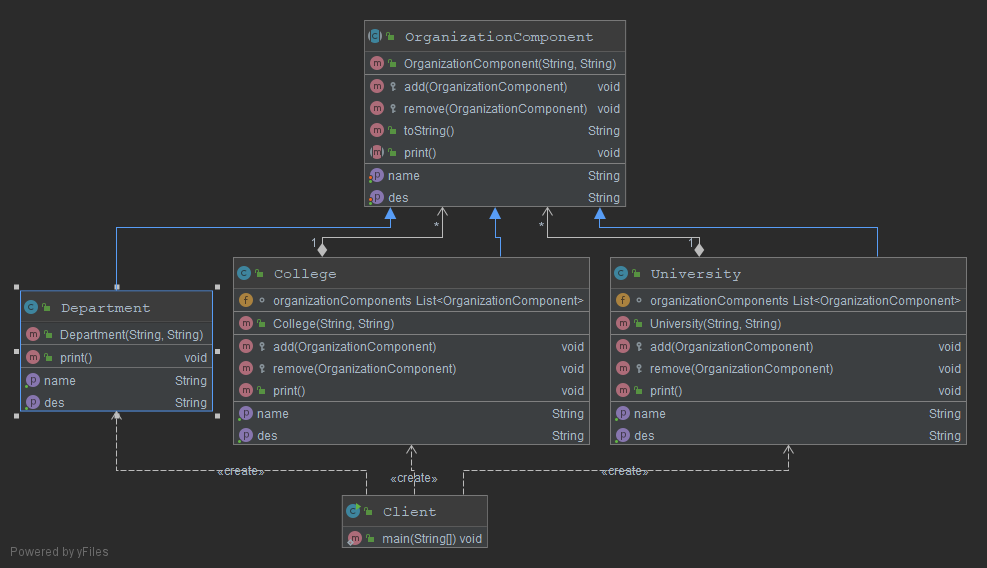 OrganizationComponent
OrganizationComponent(String, String)
add(OrganizationComponent) void
remove(OrganizationComponent) void
toString() String
print() void
name String
des String
* *
1 1
Department
Department(String, String)
print() void
name String
des String
College
organizationComponents List<OrganizationComponent>
College(String, String)
add(OrganizationComponent) void
remove(OrganizationComponent) void
print() void
name String
des String
University
organizationComponents List<OrganizationComponent>
University(String, String)
add(OrganizationComponent) void
remove(OrganizationComponent) void
print() void
name String
des String
«create»
«create»
«create»
Client
main(String[]) void
Powered by yFiles